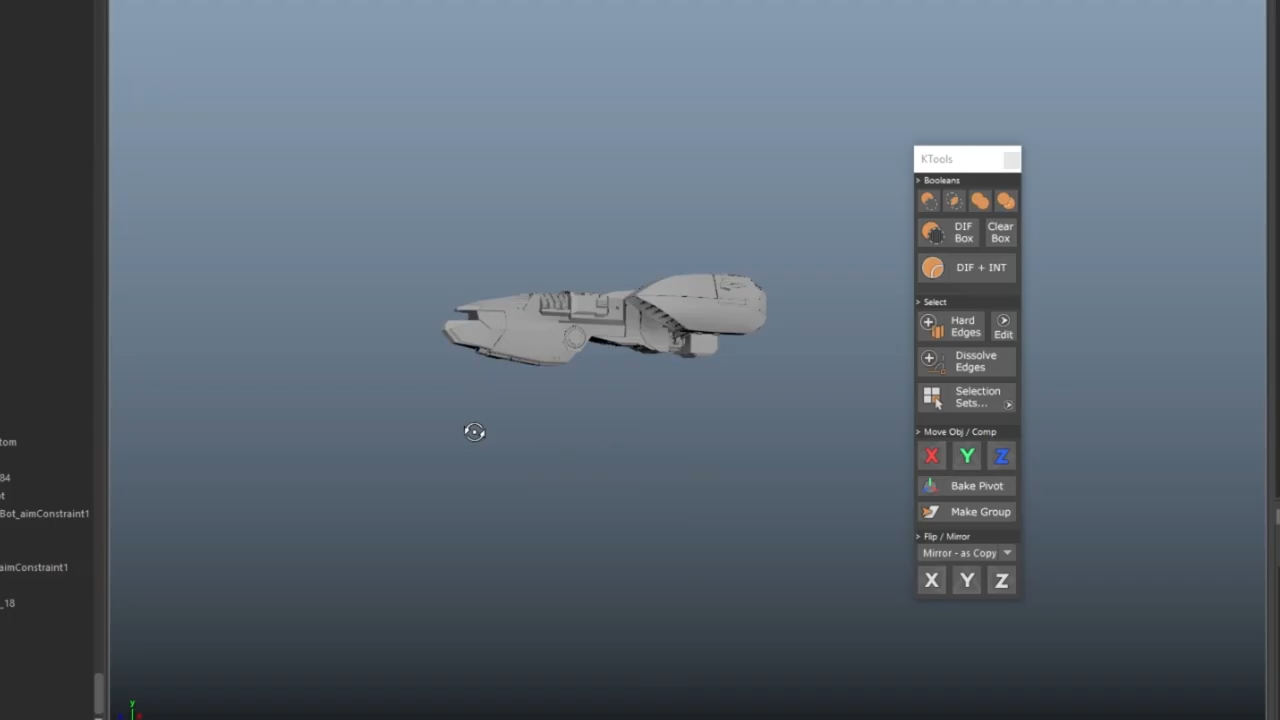 KTools
> Booleans
DIF Box
Clear Box
DIF + INT
> Select
Hard Edges
Edit
Dissolve Edges
Selection Sets...
> Move Obj / Comp
X Y Z
Bake Pivot
Make Group
> Flip / Mirror
Mirror - as Copy
X Y Z
tom
84
ot
Bot_aimConstraint1
aimConstraint1
_18
y